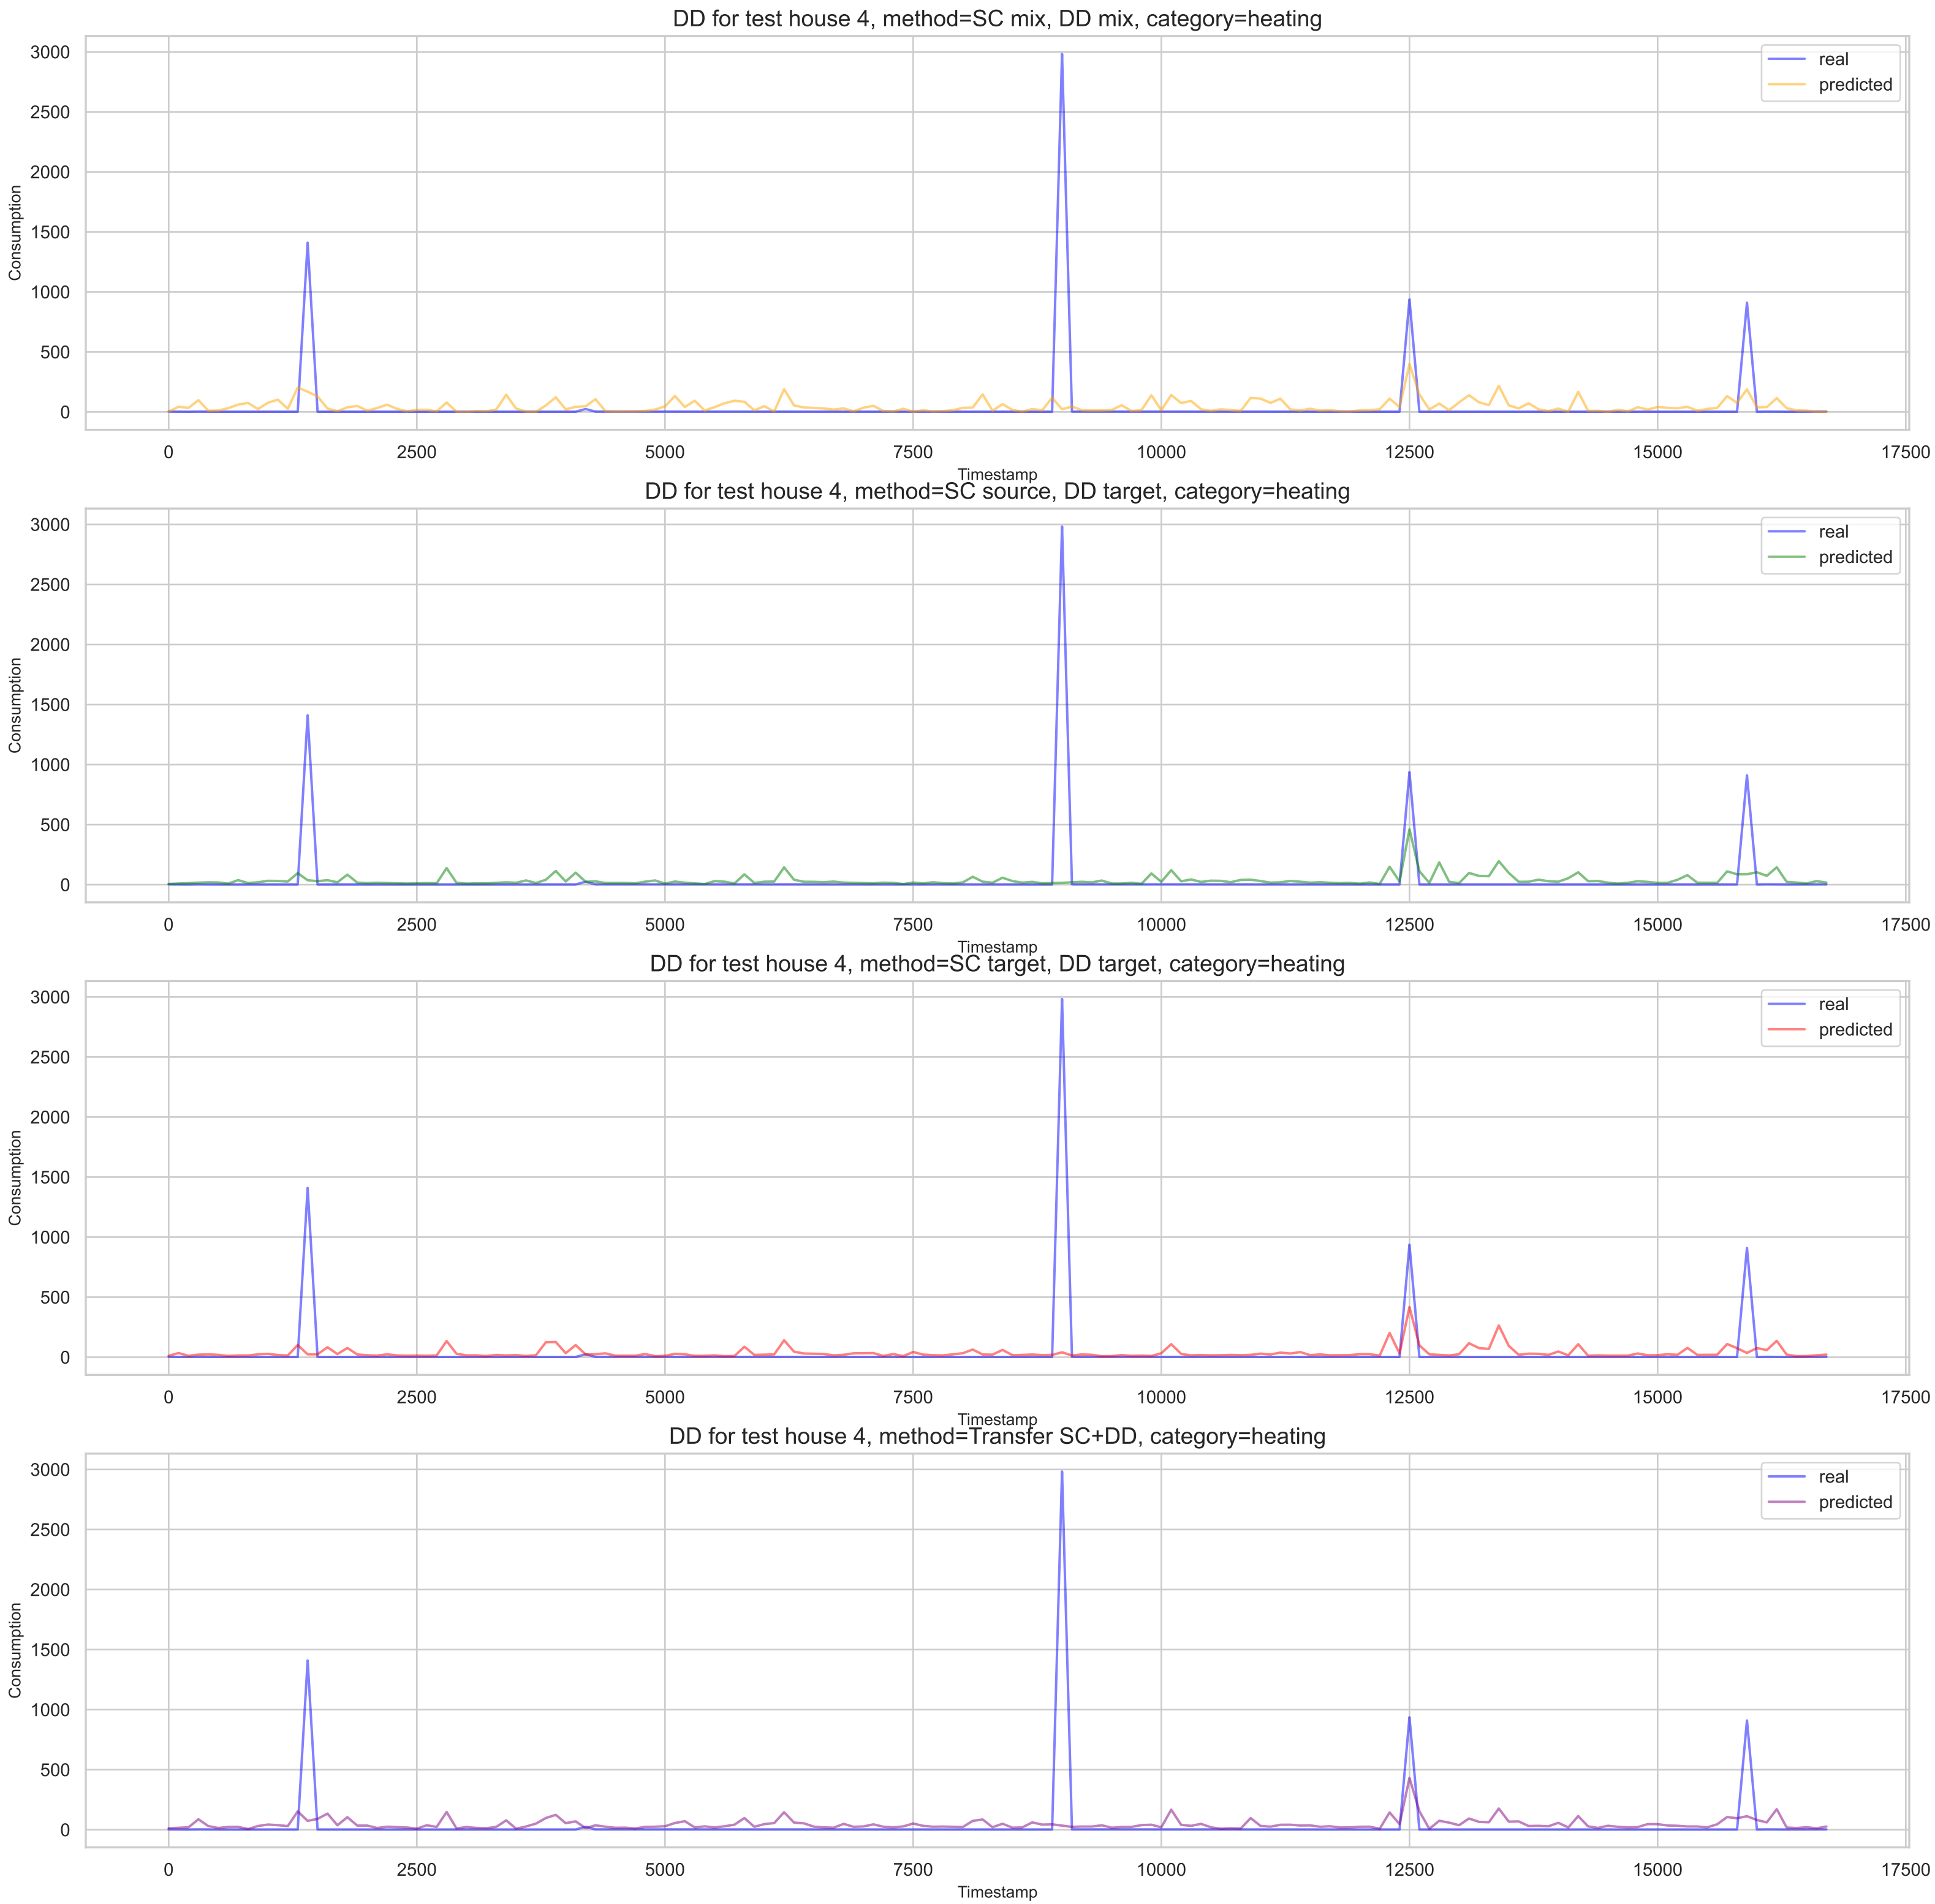 DD for test house 4, method=SC mix, DD mix, category=heating
3000
2500
2000
1500
1000
500
0
Consumption
real
predicted
0 2500 5000 7500 10000 12500 15000 17500
Timestamp
DD for test house 4, method=SC source, DD target, category=heating
3000
2500
2000
1500
1000
500
0
Consumption
real
predicted
0 2500 5000 7500 10000 12500 15000 17500
Timestamp
DD for test house 4, method=SC target, DD target, category=heating
3000
2500
2000
1500
1000
500
0
Consumption
real
predicted
0 2500 5000 7500 10000 12500 15000 17500
Timestamp
DD for test house 4, method=Transfer SC+DD, category=heating
3000
2500
2000
1500
1000
500
0
Consumption
real
predicted
0 2500 5000 7500 10000 12500 15000 17500
Timestamp